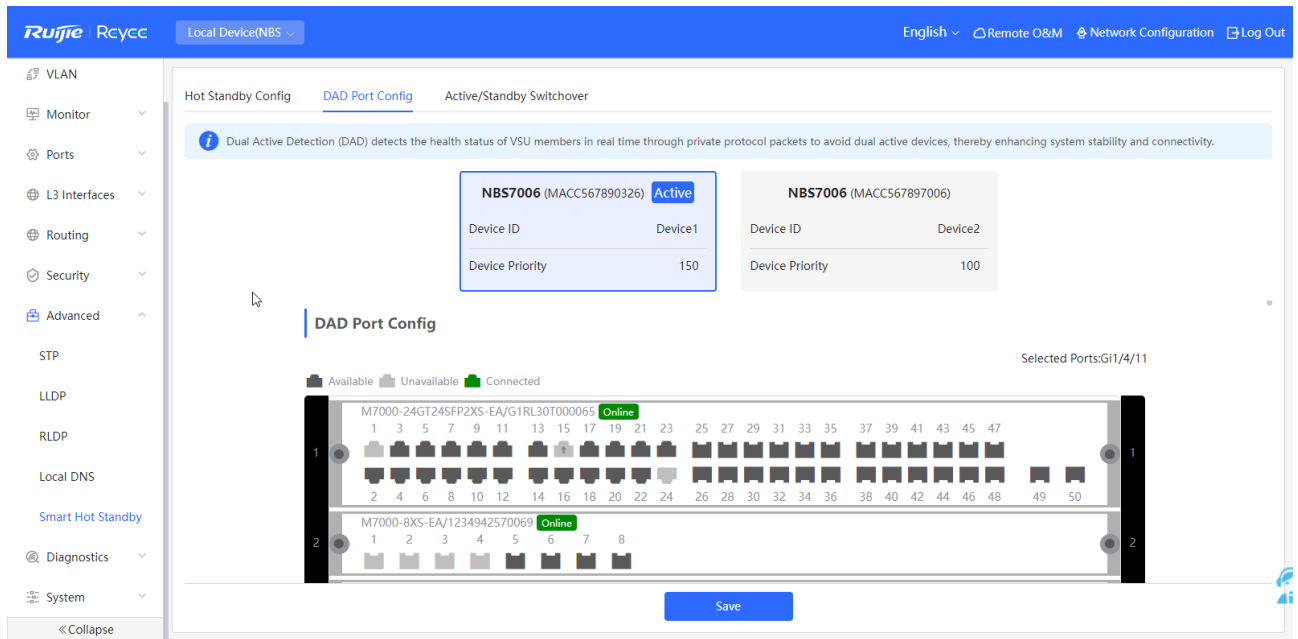 Ruijie Rcycc Local Device(NBS English Remote O&M Network Configuration Log Out
VLAN
Monitor
Ports
L3 Interfaces
Routing
Security
Advanced
STP
LLDP
RLDP
Local DNS
Smart Hot Standby
Diagnostics
System
«Collapse
Hot Standby Config DAD Port Config Active/Standby Switchover
i Dual Active Detection (DAD) detects the health status of VSU members in real time through private protocol packets to avoid dual active devices, thereby enhancing system stability and connectivity.
NBS7006 (MACC567890326) Active
Device ID Device1
Device Priority 150
NBS7006 (MACC567897006)
Device ID Device2
Device Priority 100
DAD Port Config
Selected Ports:Gi1/4/11
Available Unavailable Connected
M7000-24GT24SFP2XS-EA/G1RL30T000065 Online
1 3 5 7 9 11 13 15 17 19 21 23 25 27 29 31 33 35 37 39 41 43 45 47
1 1
2 4 6 8 10 12 14 16 18 20 22 24 26 28 30 32 34 36 38 40 42 44 46 48 49 50
M7000-8XS-EA/1234942570069 Online
1 2 3 4 5 6 7 8
2 2
Save